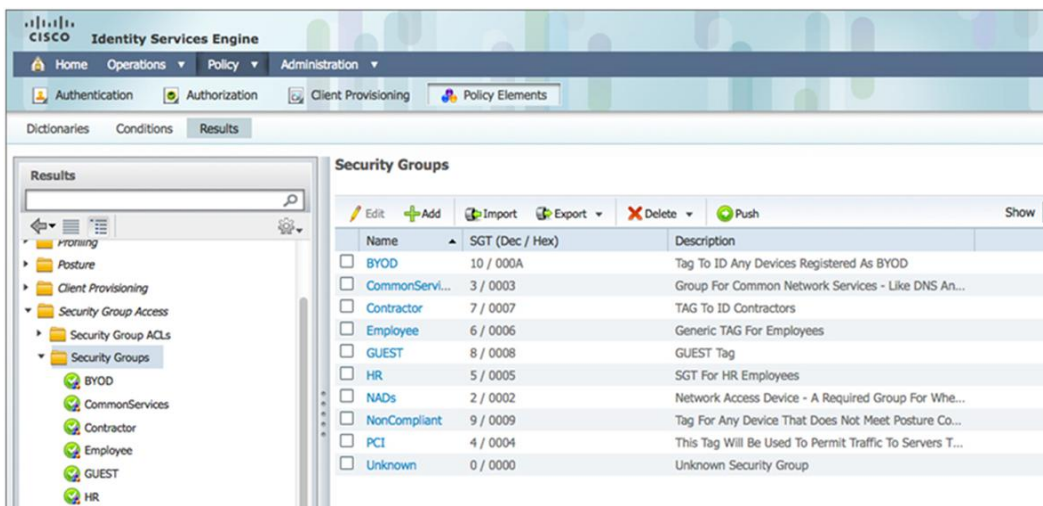 CISCO Identity Services Engine
Home Operations Policy Administration
Authentication Authorization Client Provisioning Policy Elements
Dictionaries Conditions Results
Results
Profiling
Posture
Client Provisioning
Security Group Access
Security Group ACLs
Security Groups
BYOD
CommonServices
Contractor
Employee
GUEST
HR
Security Groups
Edit Add Import Export Delete Push Show
Name SGT (Dec / Hex) Description
BYOD 10 / 000A Tag To ID Any Devices Registered As BYOD
CommonServi... 3 / 0003 Group For Common Network Services - Like DNS An...
Contractor 7 / 0007 TAG To ID Contractors
Employee 6 / 0006 Generic TAG For Employees
GUEST 8 / 0008 GUEST Tag
HR 5 / 0005 SGT For HR Employees
NADs 2 / 0002 Network Access Device - A Required Group For Whe...
NonCompliant 9 / 0009 Tag For Any Device That Does Not Meet Posture Co...
PCI 4 / 0004 This Tag Will Be Used To Permit Traffic To Servers T...
Unknown 0 / 0000 Unknown Security Group